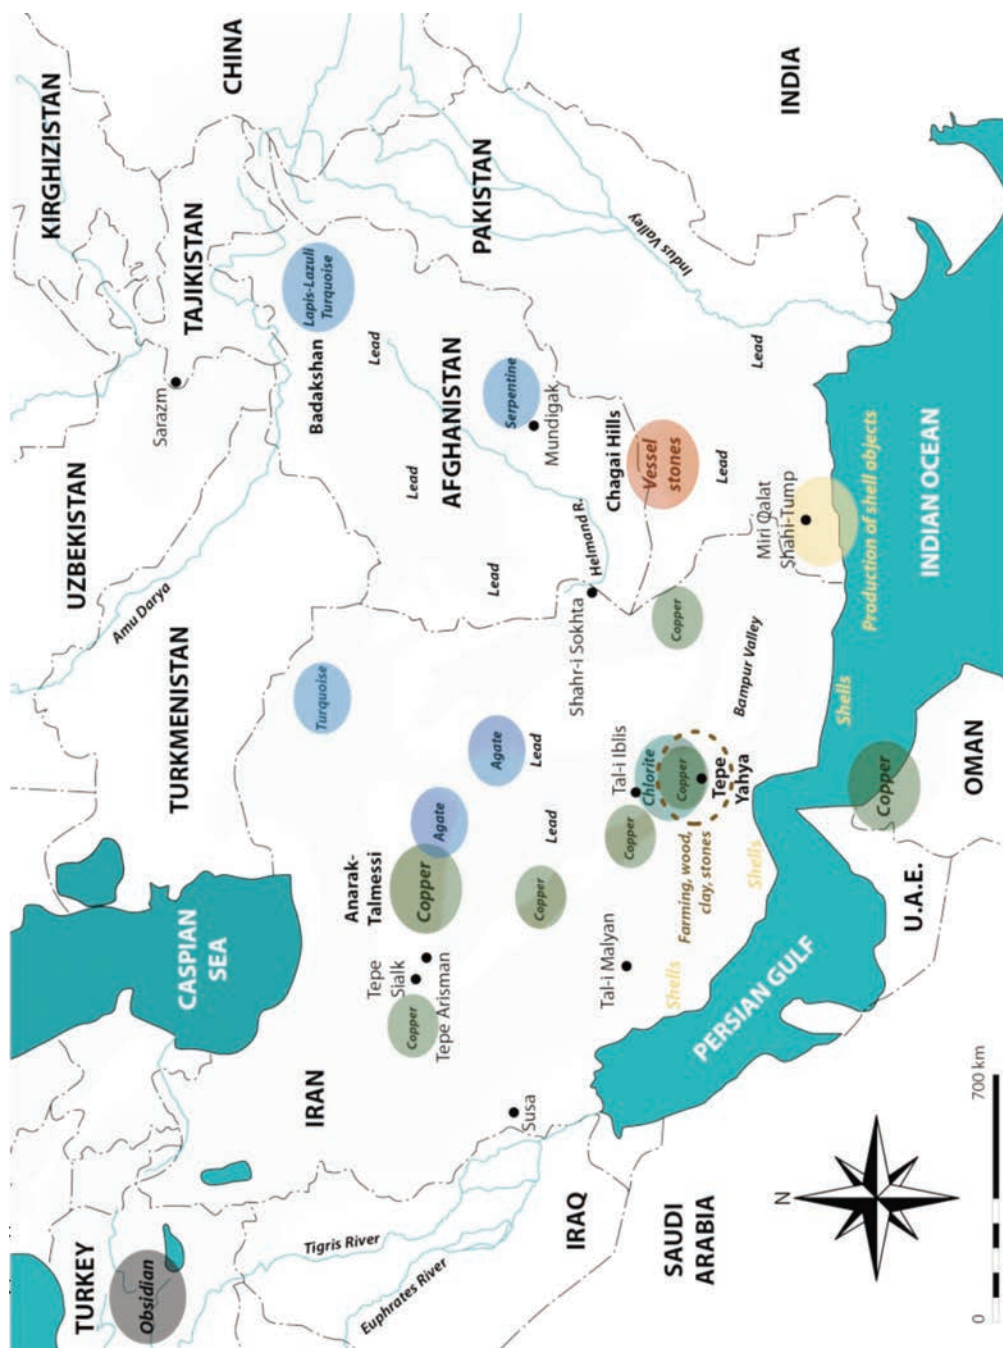 TURKEY
Obsidian
CASPIAN
SEA
TURKMENISTAN
UZBEKISTAN
Amu Darya
KIRGHIZISTAN
Sarazm
TAJIKISTAN
CHINA
Tigris River
Euphrates River
IRAN
Turquoise
Badakshan
Lapis-Lazuli
Turquoise
Anarak-
Talmessi
Copper
Agate
Agate
Tepe
Sialk
Copper
Tepe Arisman
Lead
Lead
Lead
AFGHANISTAN
Serpentine
Mundigak
PAKISTAN
Susa
Copper
Lead
Lead
IRAQ
Tal-i Malyan
Copper
Tal-i Iblis
Chlorite
Copper
Tepe
Yahya
Shahr-i Sokhta
Helmand R.
Chagai Hills
Vessel
stones
Copper
Indus Valley
SAUDI
ARABIA
Shells
Farming, wood,
clay, stones
Shells
Bampur Valley
Lead
Lead
Miri Qalat
Shahi-Tump
INDIA
PERSIAN GULF
Shells
Production of shell objects
Copper
U.A.E.
OMAN
INDIAN OCEAN
N
0
700 km